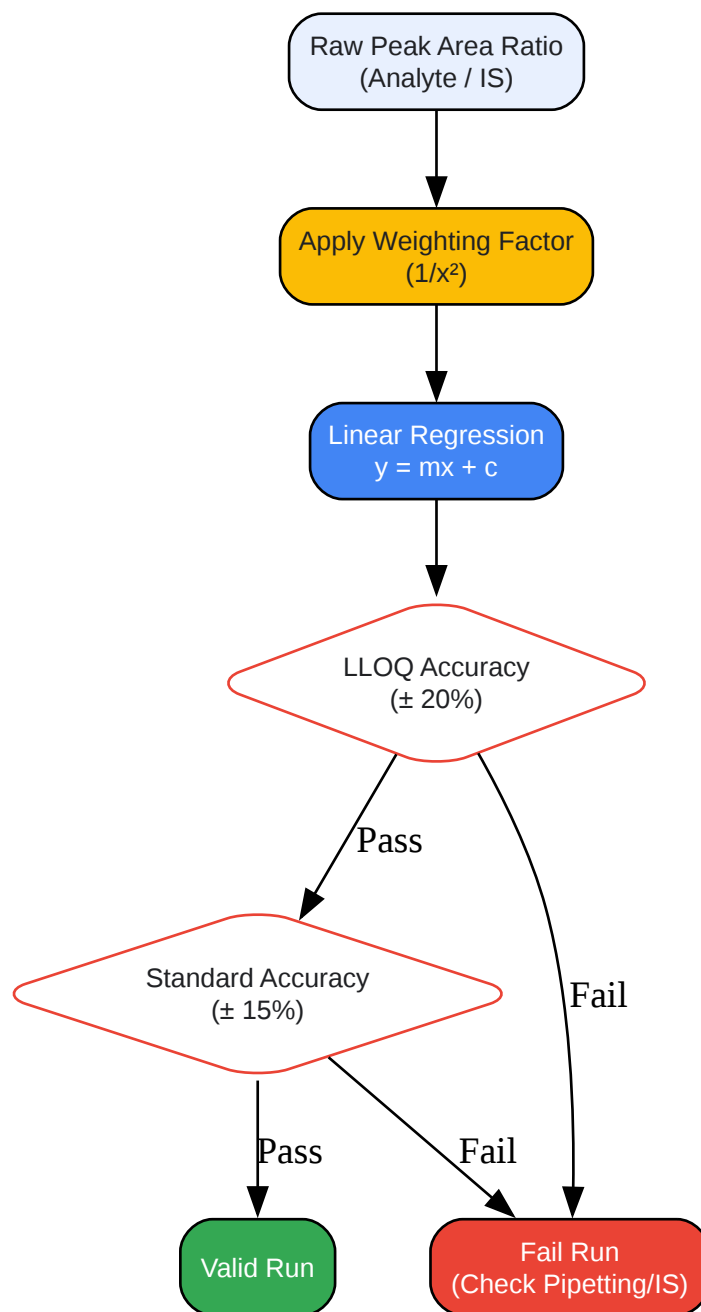 Raw Peak Area Ratio
(Analyte / IS)
Apply Weighting Factor
(1/x²)
Linear Regression
y = mx + c
LLOQ Accuracy
(± 20%)
Pass
Standard Accuracy
(± 15%)
Fail
Pass
Fail
Valid Run
Fail Run
(Check Pipetting/IS)